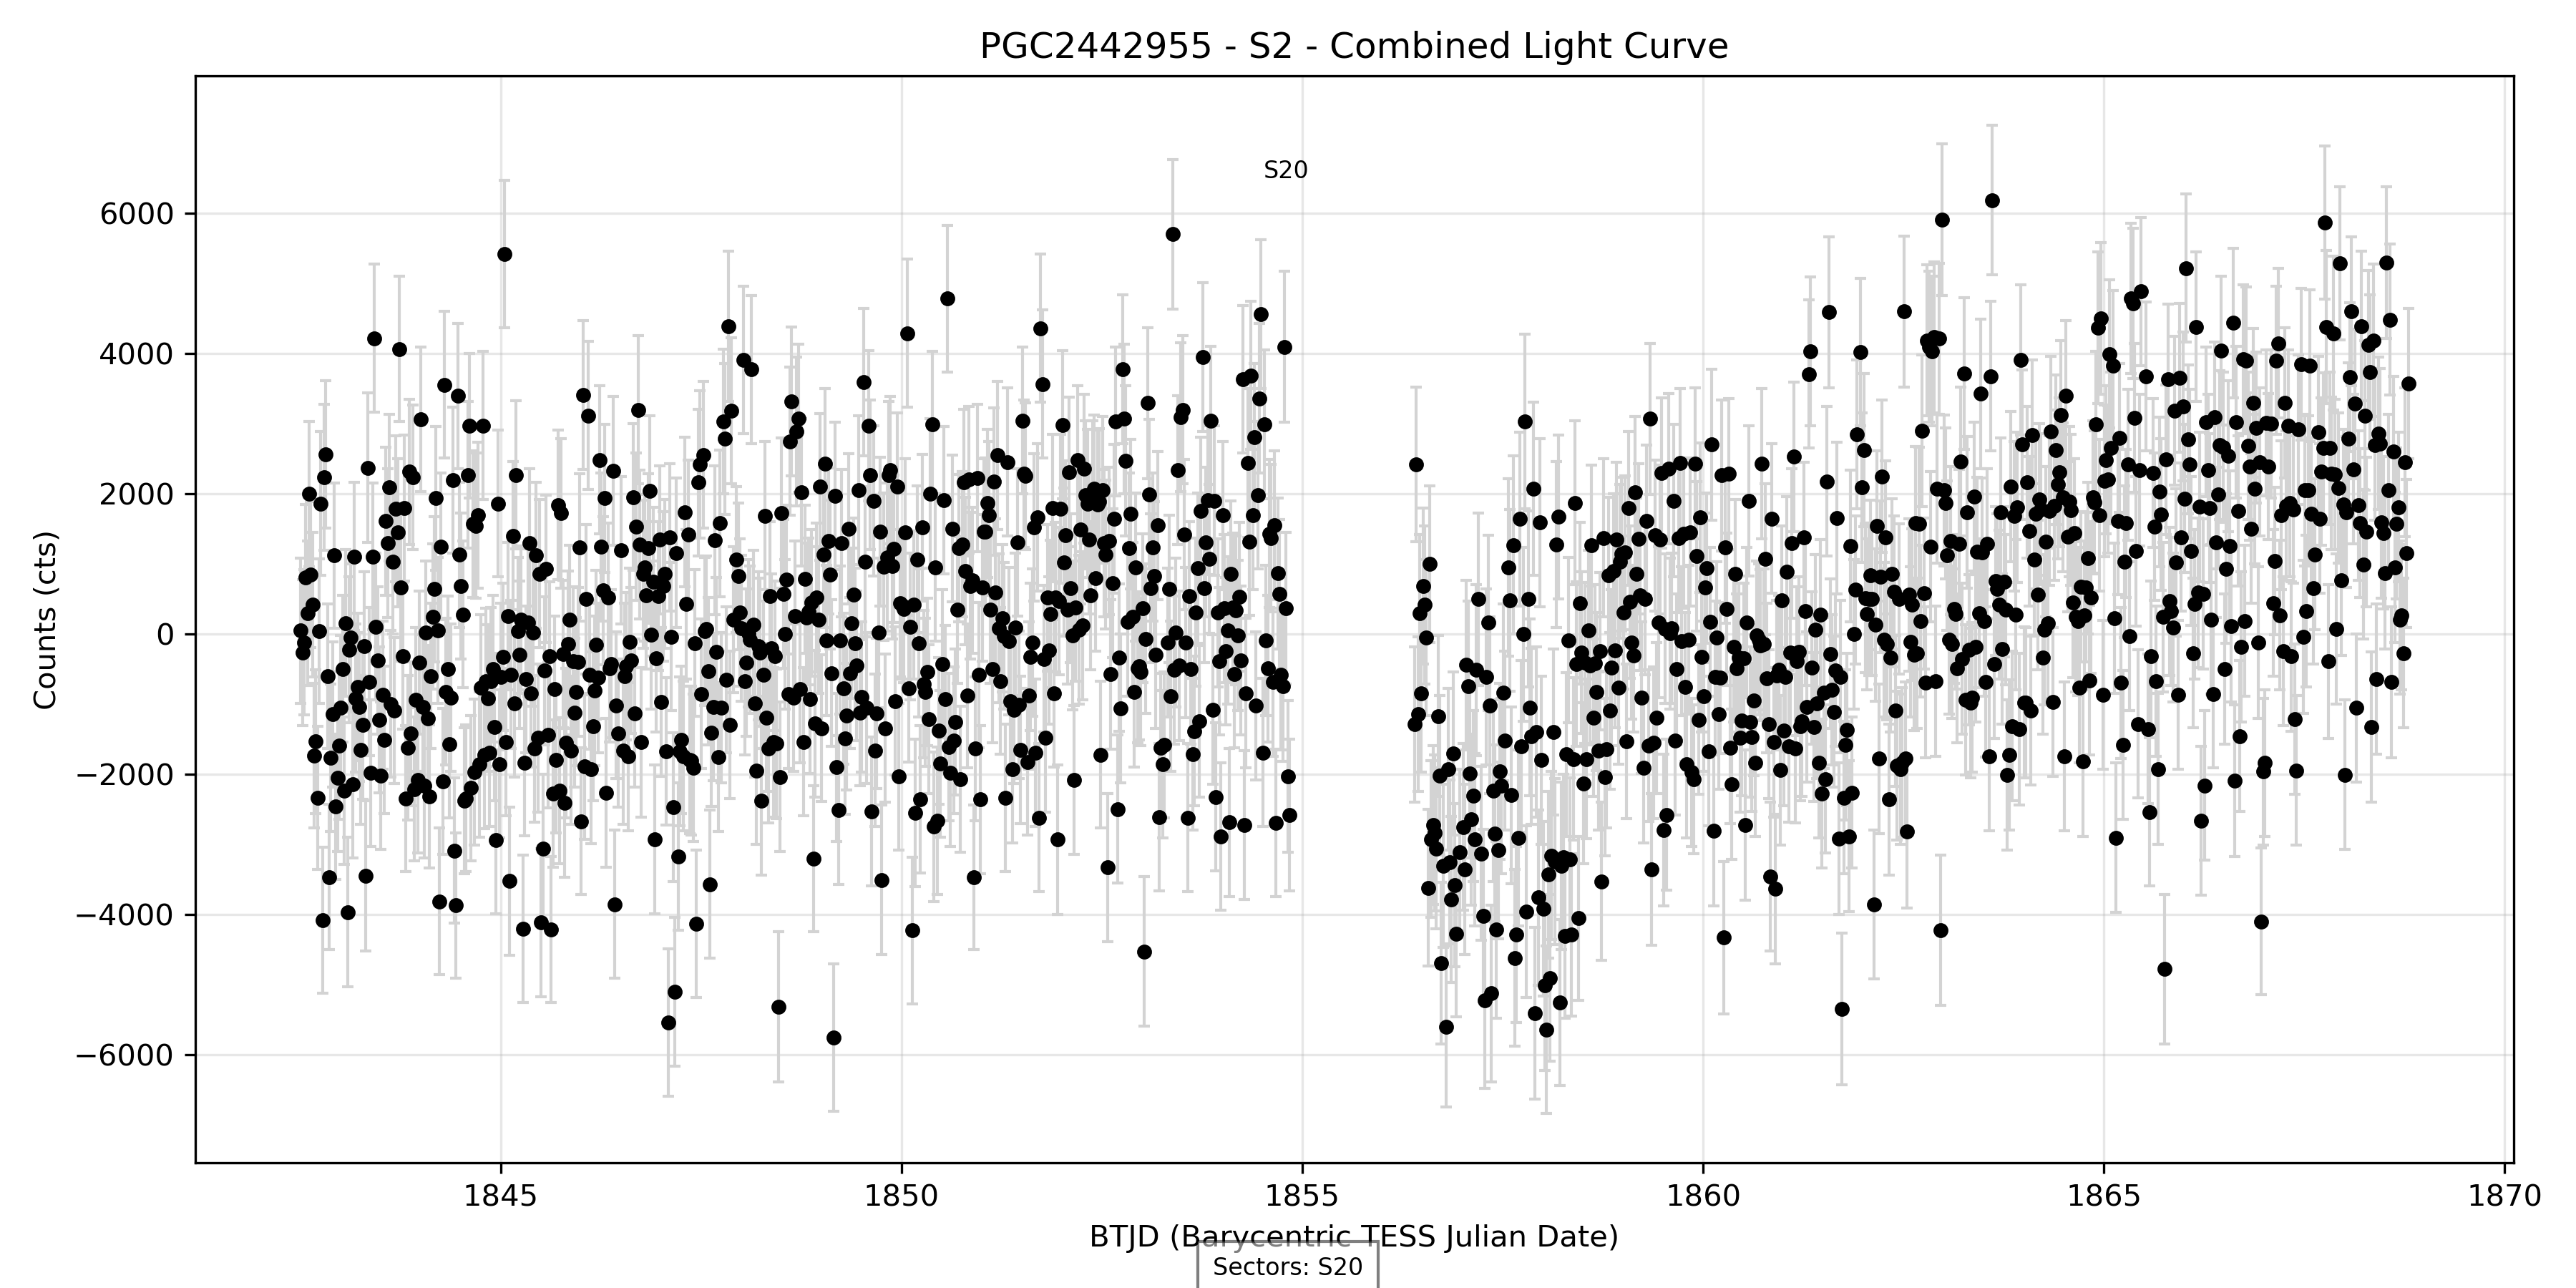 PGC2442955 - S2 - Combined Light Curve
S20
6000
4000
2000
0
−2000
−4000
−6000
Counts (cts)
1845
1850
1855
1860
1865
1870
BTJD (Barycentric TESS Julian Date)
Sectors: S20